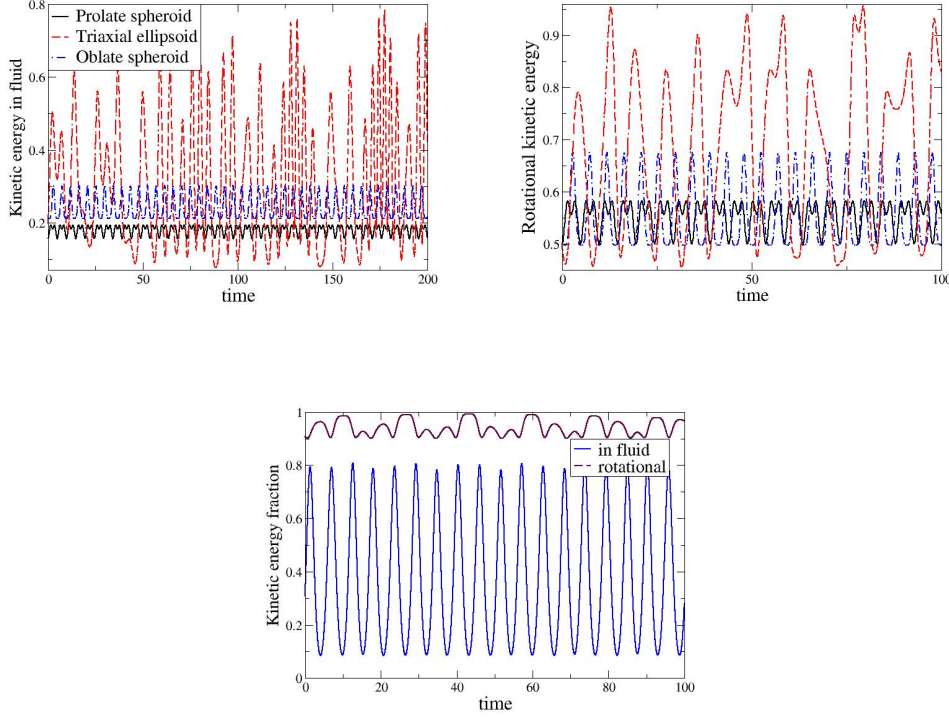 0.8
Prolate spheroid
Triaxial ellipsoid
Oblate spheroid
0.6
0.4
0.2
Kinetic energy in fluid
0 50 100 150 200
time
0.9
0.8
0.7
0.6
0.5
Rotational kinetic energy
0 50 100
time
1
0.8
0.6
0.4
0.2
0
Kinetic energy fraction
in fluid
rotational
0 20 40 60 80 100
time